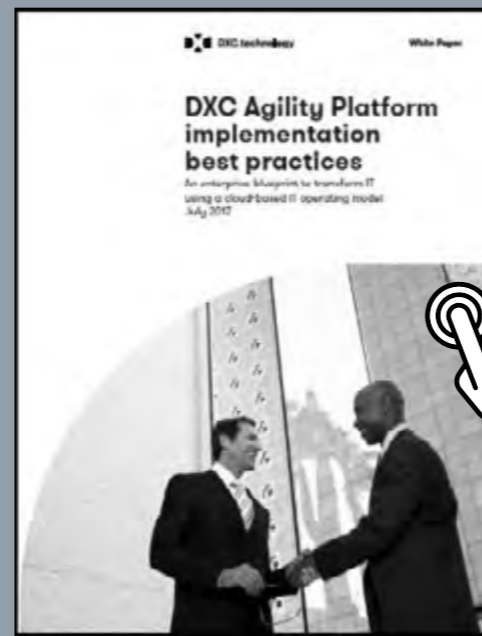 DXC technology
White Paper
DXC Agility Platform
implementation
best practices
An enterprise blueprint to transform IT
using a cloud-based IT operating model
July 2017